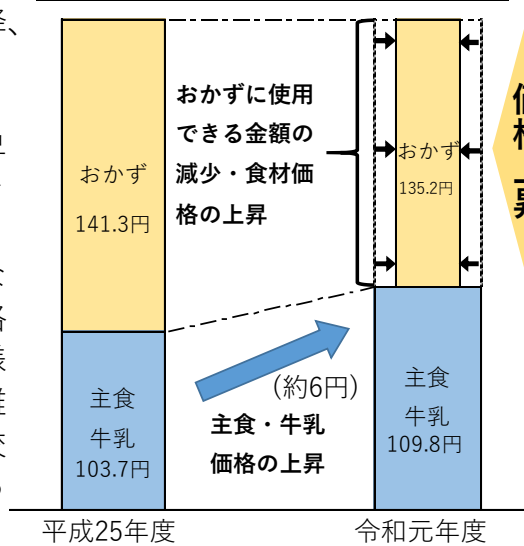 おかず
141.3円
主食
牛乳
103.7円
平成25年度
おかずに使用
できる金額の
減少・食材価
格の上昇
(約6円)
主食・牛乳
価格の上昇
おかず
135.2円
主食
牛乳
109.8円
令和元年度